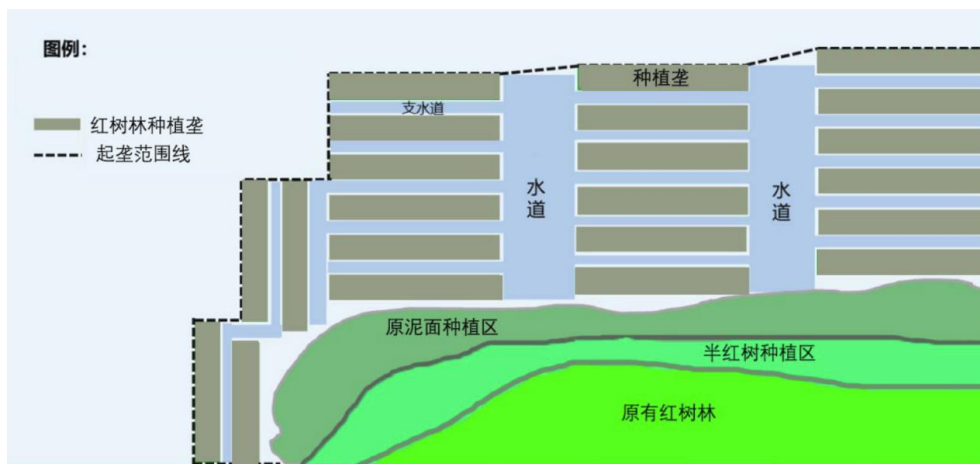 图例：
红树林种植垄
起垄范围线
种植垄
支水道
水道
水道
原泥面种植区
半红树种植区
原有红树林